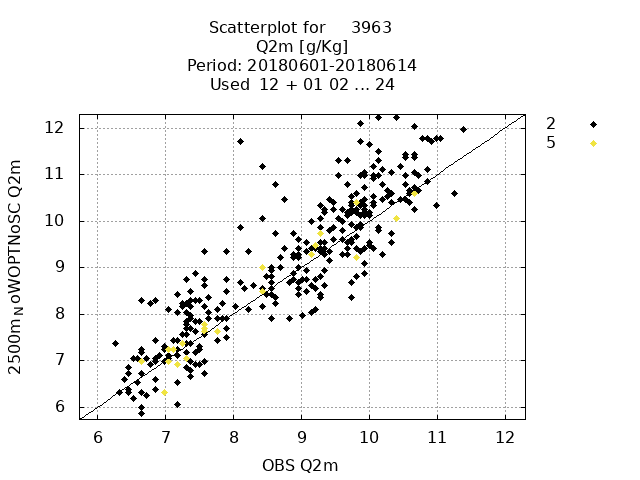 Scatterplot for 3963
Q2m [g/Kg]
Period: 20180601-20180614
Used 12 + 01 02 ... 24
2
5
12
11
10
9
8
7
6
2500m_NoWOPTNoSC Q2m
6 7 8 9 10 11 12
OBS Q2m